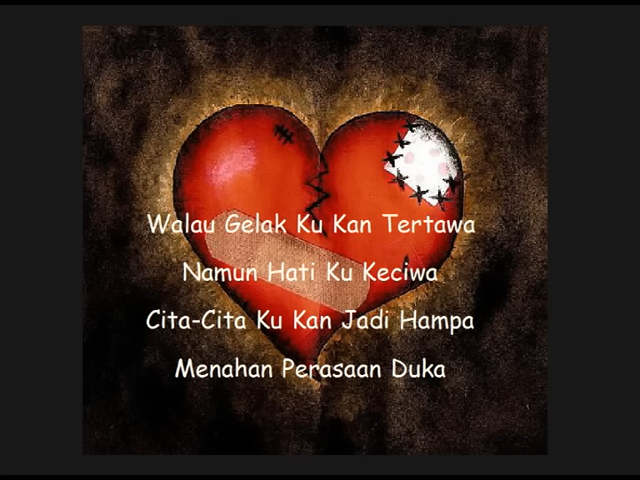 Walau Gelak Ku Kan Tertawa
Namun Hati Ku Keciwa
Cita-Cita Ku Kan Jadi Hampa
Menahan Perasaan Duka